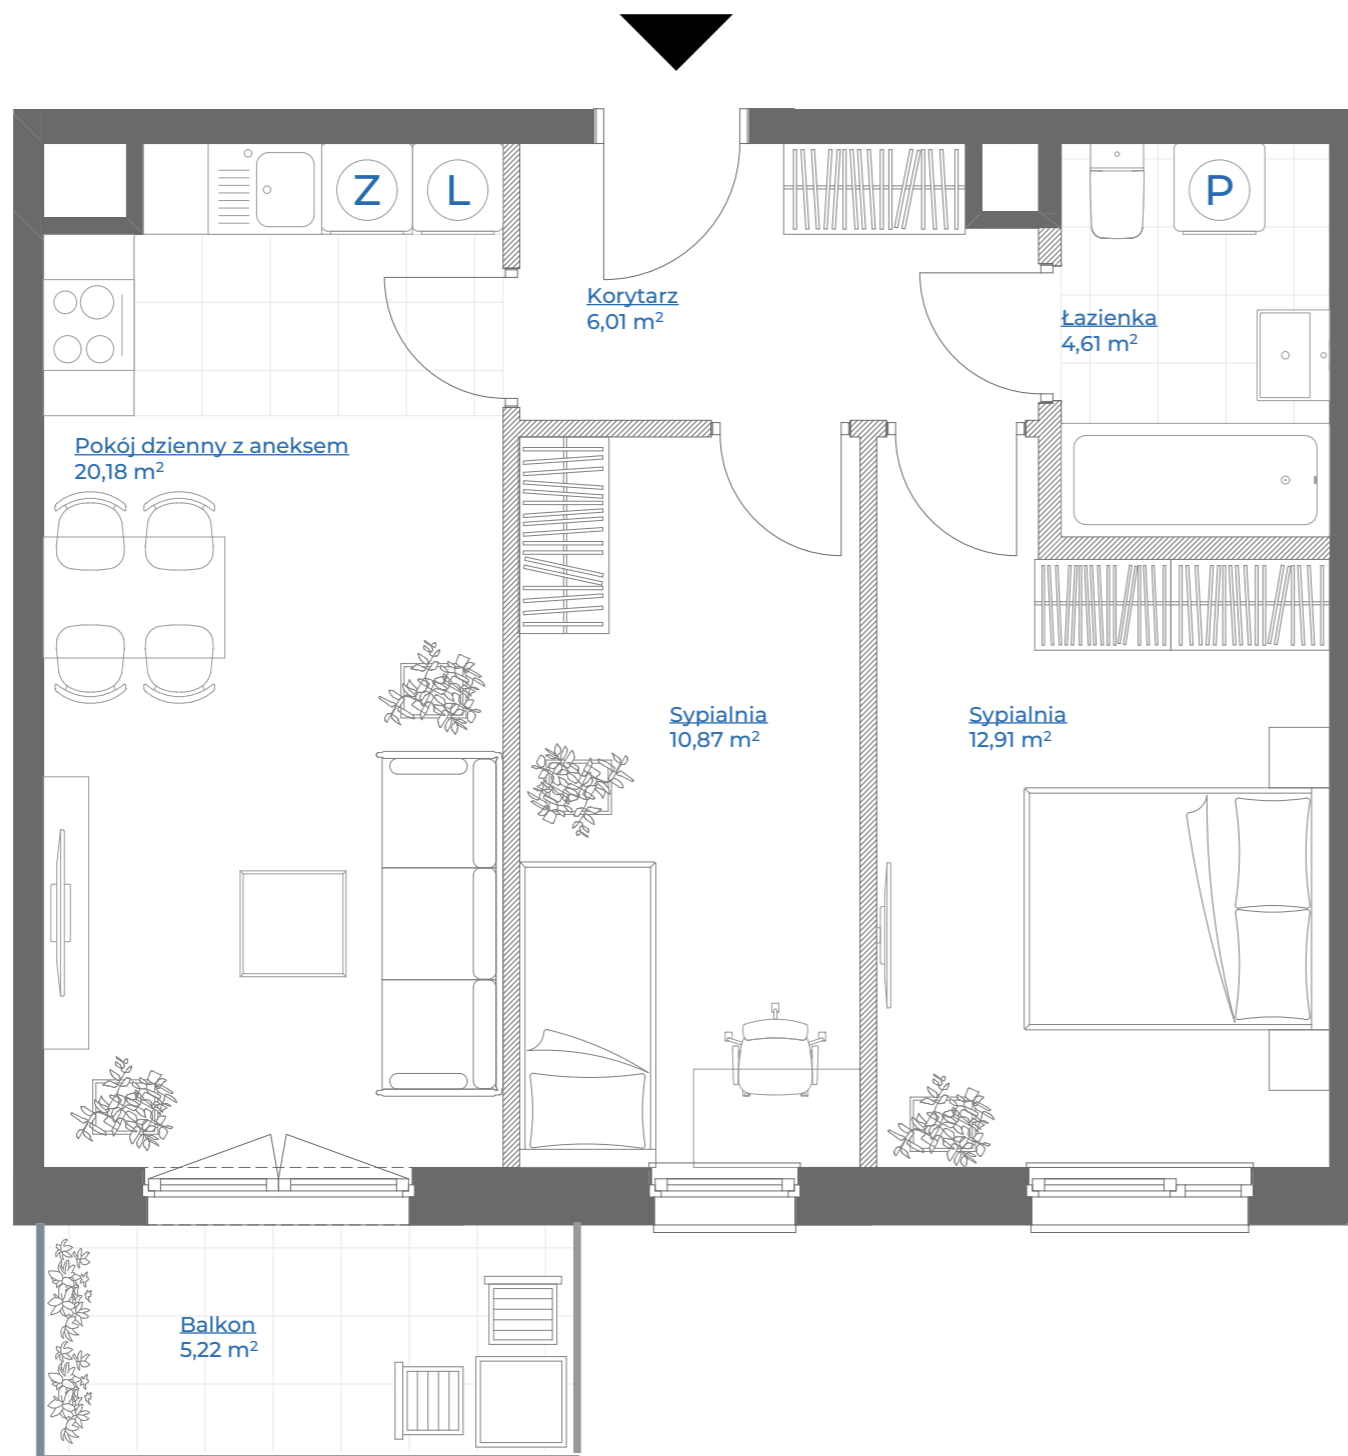 Z
L
P
Korytarz
6,01 m²
Łazienka
4,61 m²
Pokój dzienny z aneksem
20,18 m²
Sypialnia
10,87 m²
Sypialnia
12,91 m²
Balkon
5,22 m²